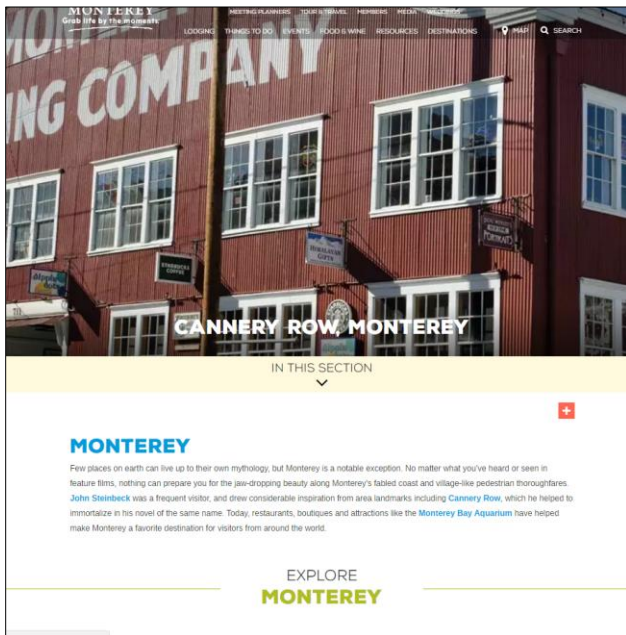 MONTEREY
Grab life by the moments
MEETING PLANNERS TOUR & TRAVEL MEMBERS MEDIA WEDDINGS
LODGING THINGS TO DO EVENTS FOOD & WINE RESOURCES DESTINATIONS MAP SEARCH
ING COMPANY
STARBUCKS
COFFEE
HIMALAYAN
GIFTS
PORTRAIT
CANNERY ROW, MONTEREY
IN THIS SECTION
MONTEREY
Few places on earth can live up to their own mythology, but Monterey is a notable exception. No matter what you've heard or seen in
feature films, nothing can prepare you for the jaw-dropping beauty along Monterey's fabled coast and village-like pedestrian thoroughfares.
John Steinbeck was a frequent visitor, and drew considerable inspiration from area landmarks including Cannery Row, which he helped to
immortalize in his novel of the same name. Today, restaurants, boutiques and attractions like the Monterey Bay Aquarium have helped
make Monterey a favorite destination for visitors from around the world.
EXPLORE
MONTEREY